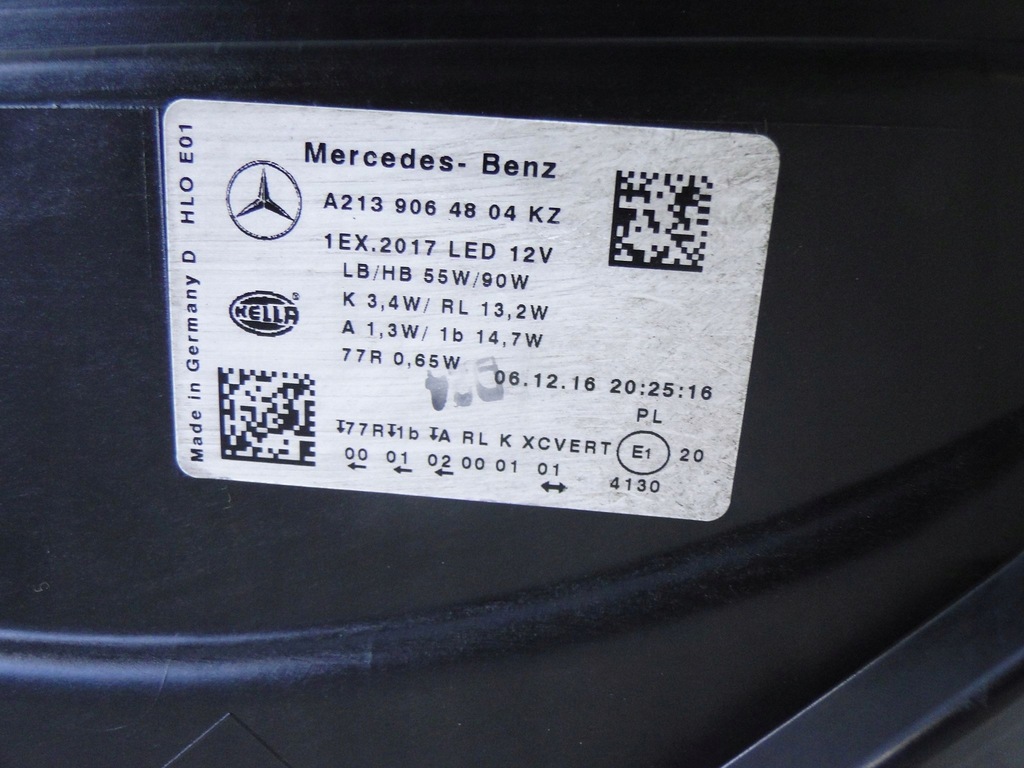 Mercedes- Benz
A213 906 48 04 KZ
1EX.2017 LED 12V
LB/HB 55W/90W
K 3,4W/ RL 13,2W
A 1,3W/ 1b 14,7W
77R 0,65W
06.12.16 20:25:16
PL
77R 1b A RL K XCVERT E1 20
00 01 02 00 01 01 4130
HELLA
Made in Germany D HLO E01